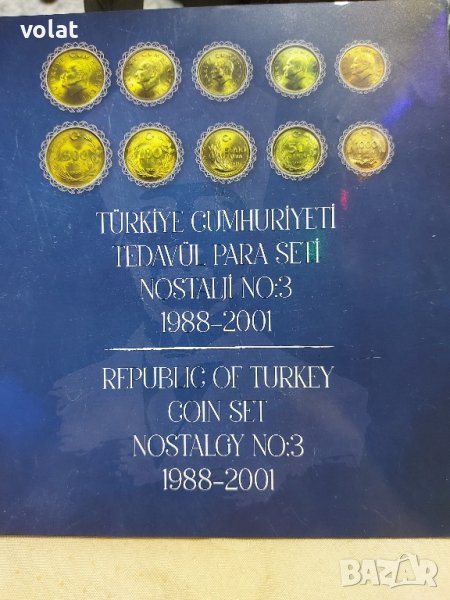 volat
TÜRKİYE CUMHURİYETİ
TEDAVÜL PARA SETİ
NOSTALJİ NO:3
1988-2001
REPUBLIC OF TURKEY
COIN SET
NOSTALGY NO:3
1988-2001
BAZAR